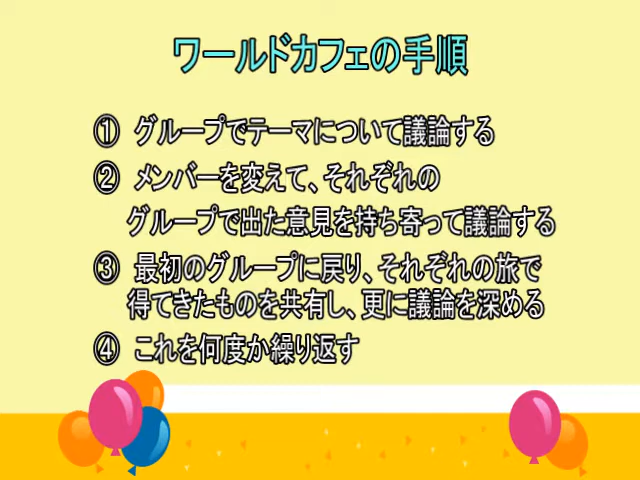 ワールドカフェの手順
① グループでテーマについて議論する
② メンバーを変えて、それぞれの
グループで出た意見を持ち寄って議論する
③ 最初のグループに戻り、それぞれの旅で
得てきたものを共有し、更に議論を深める
④ これを何度か繰り返す